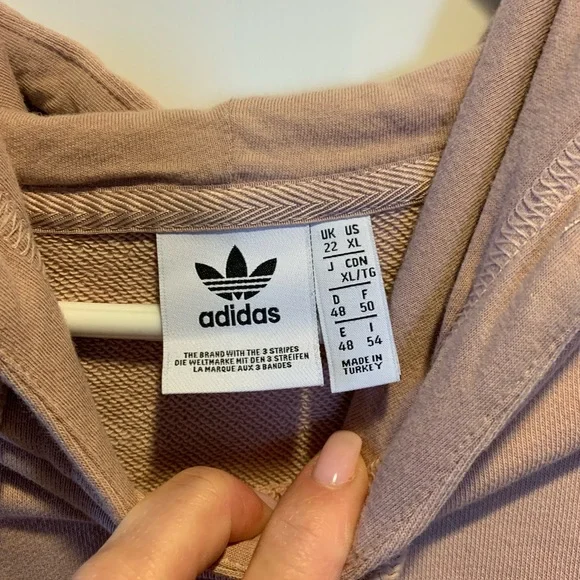 adidas
THE BRAND WITH THE 3 STRIPES
DIE WELTMARKE MIT DEN 3 STREIFEN
LA MARQUE AUX 3 BANDES
UK US
22 XL
J CDN
XL/TG
D F
48 50
E I
48 54
MADE IN
TURKEY